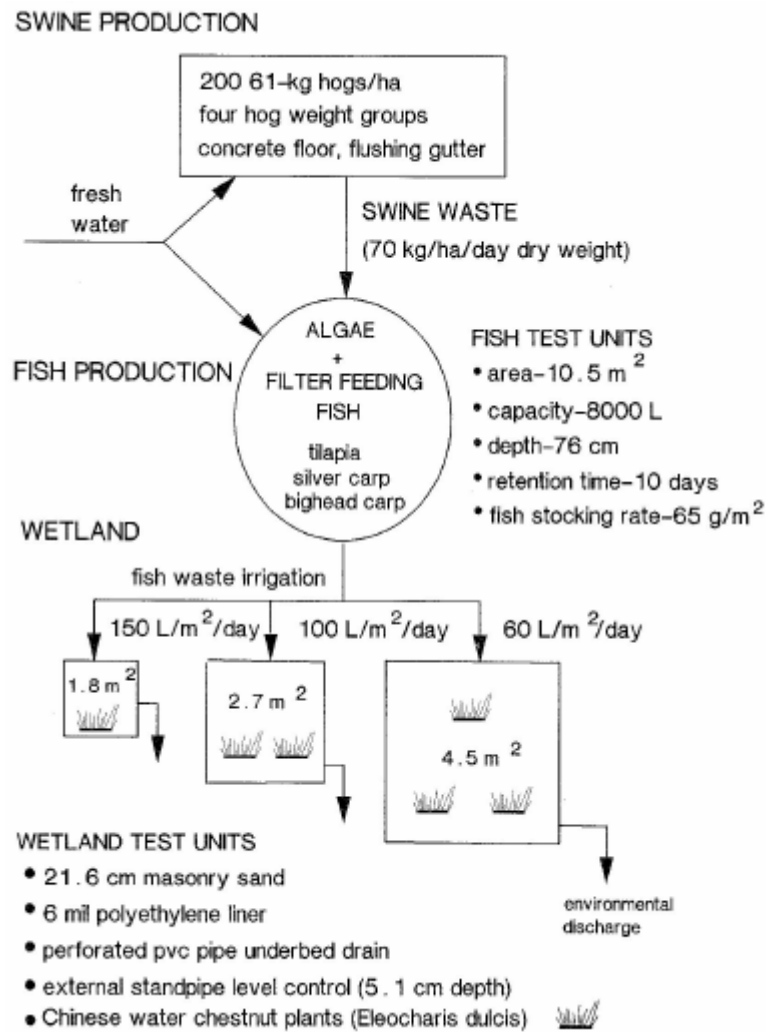 SWINE PRODUCTION
200 61-kg hogs/ha
four hog weight groups
concrete floor, flushing gutter
fresh
water
SWINE WASTE
(70 kg/ha/day dry weight)
FISH PRODUCTION
ALGAE
+
FILTER FEEDING
FISH
tilapia
silver carp
bighead carp
FISH TEST UNITS
• area-10.5 m²
• capacity-8000 L
• depth-76 cm
• retention time-10 days
• fish stocking rate-65 g/m²
WETLAND
fish waste irrigation
150 L/m²/day
100 L/m²/day
60 L/m²/day
1.8 m²
2.7 m²
4.5 m²
environmental
discharge
WETLAND TEST UNITS
• 21.6 cm masonry sand
• 6 mil polyethylene liner
• perforated pvc pipe underbed drain
• external standpipe level control (5.1 cm depth)
• Chinese water chestnut plants (Eleocharis dulcis)